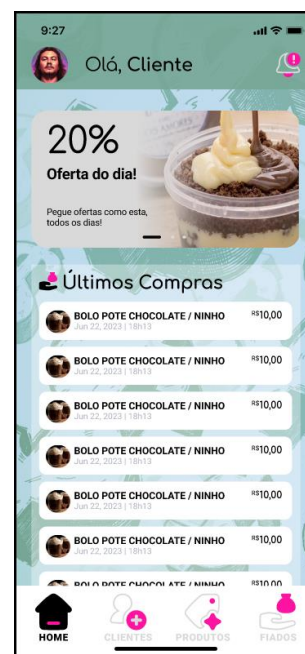 9:27
Olá, Cliente
20%
Oferta do dia!
Pegue ofertas como esta,
todos os dias!
Últimos Compras
BOLO POTE CHOCOLATE / NINHO R$10,00
Jun 22, 2023 | 18h13
BOLO POTE CHOCOLATE / NINHO R$10,00
Jun 22, 2023 | 18h13
BOLO POTE CHOCOLATE / NINHO R$10,00
Jun 22, 2023 | 18h13
BOLO POTE CHOCOLATE / NINHO R$10,00
Jun 22, 2023 | 18h13
BOLO POTE CHOCOLATE / NINHO R$10,00
Jun 22, 2023 | 18h13
BOLO POTE CHOCOLATE / NINHO R$10,00
Jun 22, 2023 | 18h13
BOLO POTE CHOCOLATE / NINHO R$10,00
HOME CLIENTES PRODUTOS FIADOS